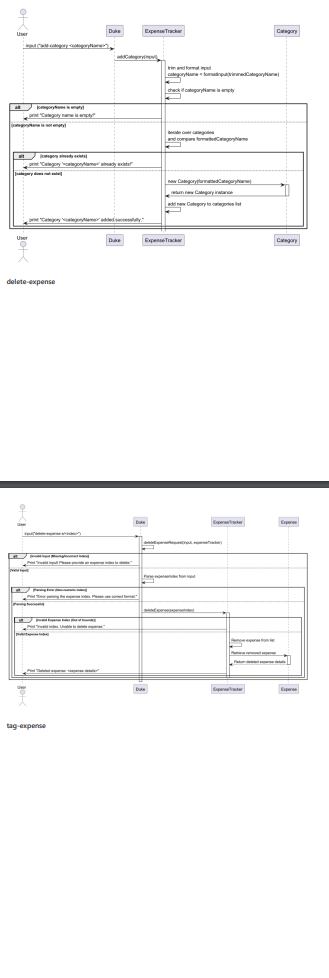 User
Duke
ExpenseTracker
Category
input ("add-category <categoryName>")
addCategory(input)
trim and format input
categoryName = formatInput(trimmedCategoryName)
check if categoryName is empty
alt [categoryName is empty]
print "Category name is empty!"
[categoryName is not empty]
iterate over categories
and compare formattedCategoryName
alt [category already exists]
print "Category '<categoryName>' already exists!"
[category does not exist]
new Category(formattedCategoryName)
return new Category instance
add new Category to categories list
print "Category '<categoryName>' added successfully."
User
Duke
ExpenseTracker
Category
delete-expense
User
Duke
ExpenseTracker
Expense
input("delete-expense e/<index>")
deleteExpenseRequest(input, expenseTracker)
alt [Invalid Input (Missing/Incorrect Index)]
Print "Invalid input! Please provide an expense index to delete."
[Valid Input]
Parse expenseIndex from input
alt [Parsing Error (Non-numeric Index)]
Print "Error parsing the expense index. Please use correct format."
[Parsing Successful]
deleteExpense(expenseIndex)
alt [Invalid Expense Index (Out of bounds)]
Print "Invalid index. Unable to delete expense."
[Valid Expense Index]
Remove expense from list
Retrieve removed expense
Return deleted expense details
Print "Deleted expense: <expense details>"
User
Duke
ExpenseTracker
Expense
tag-expense